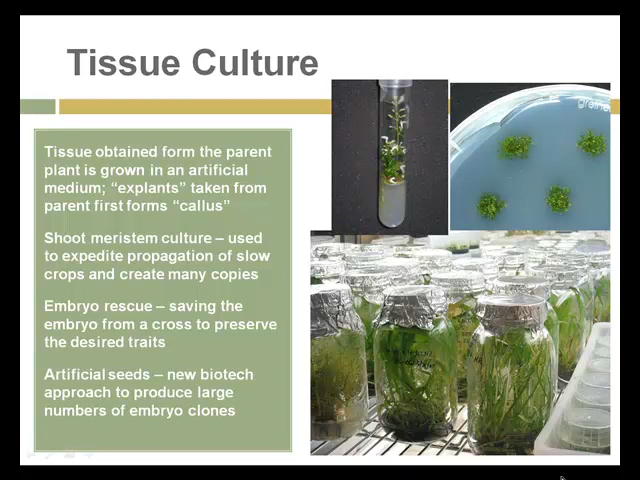 Tissue Culture
Tissue obtained form the parent
plant is grown in an artificial
medium; “explants” taken from
parent first forms “callus”
Shoot meristem culture – used
to expedite propagation of slow
crops and create many copies
Embryo rescue – saving the
embryo from a cross to preserve
the desired traits
Artificial seeds – new biotech
approach to produce large
numbers of embryo clones